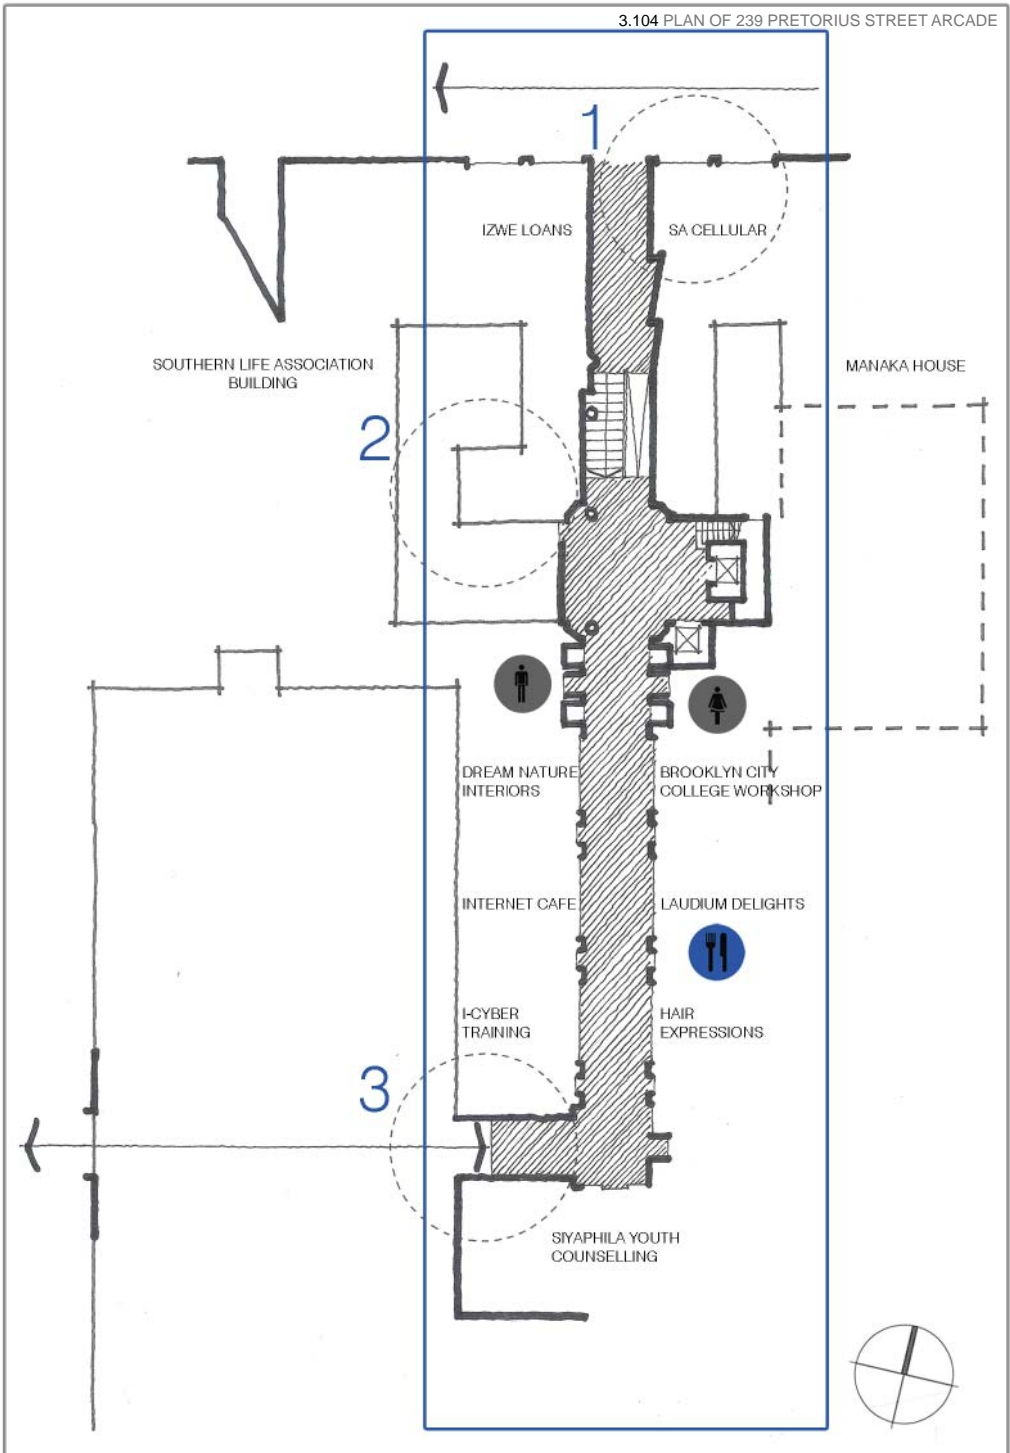 3.104 PLAN OF 239 PRETORIUS STREET ARCADE
1
IZWE LOANS
SA CELLULAR
SOUTHERN LIFE ASSOCIATION
BUILDING
MANAKA HOUSE
2
DREAM NATURE
INTERIORS
BROOKLYN CITY
COLLEGE WORKSHOP
INTERNET CAFE
LAUDIUM DELIGHTS
I-CYBER
TRAINING
HAIR
EXPRESSIONS
3
SIYAPHILA YOUTH
COUNSELLING